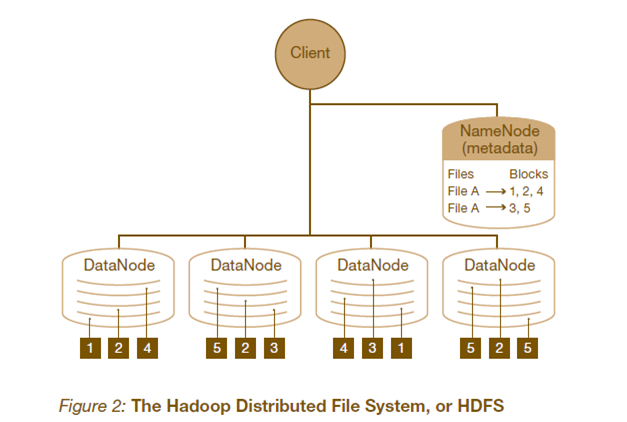 Client
NameNode
(metadata)
Files Blocks
File A → 1, 2, 4
File A → 3, 5
DataNode DataNode DataNode DataNode
1 2 4 5 2 3 4 3 1 5 2 5
Figure 2: The Hadoop Distributed File System, or HDFS